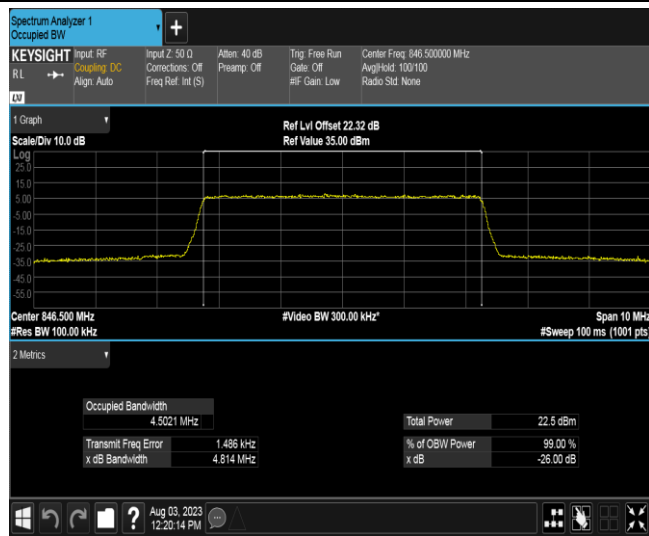 Spectrum Analyzer 1
Occupied BW
+
KEYSIGHT
RL
LXI
Input: RF
Coupling: DC
Align: Auto
Input Z: 50 Ω
Corrections: Off
Freq Ref: Int (S)
Atten: 40 dB
Preamp: Off
Trig: Free Run
Gate: Off
#IF Gain: Low
Center Freq: 846.500000 MHz
Avg|Hold: 100/100
Radio Std: None
1 Graph
Scale/Div 10.0 dB
Ref Lvl Offset 22.32 dB
Ref Value 35.00 dBm
Log
25.0
15.0
5.00
-5.00
-15.0
-25.0
-35.0
-45.0
-55.0
Center 846.500 MHz
#Video BW 300.00 kHz*
Span 10 MHz
#Res BW 100.00 kHz
#Sweep 100 ms (1001 pts)
2 Metrics
Occupied Bandwidth
4.5021 MHz
Transmit Freq Error 1.486 kHz
x dB Bandwidth 4.814 MHz
Total Power 22.5 dBm
% of OBW Power 99.00 %
x dB -26.00 dB
?
Aug 03, 2023
12:20:14 PM